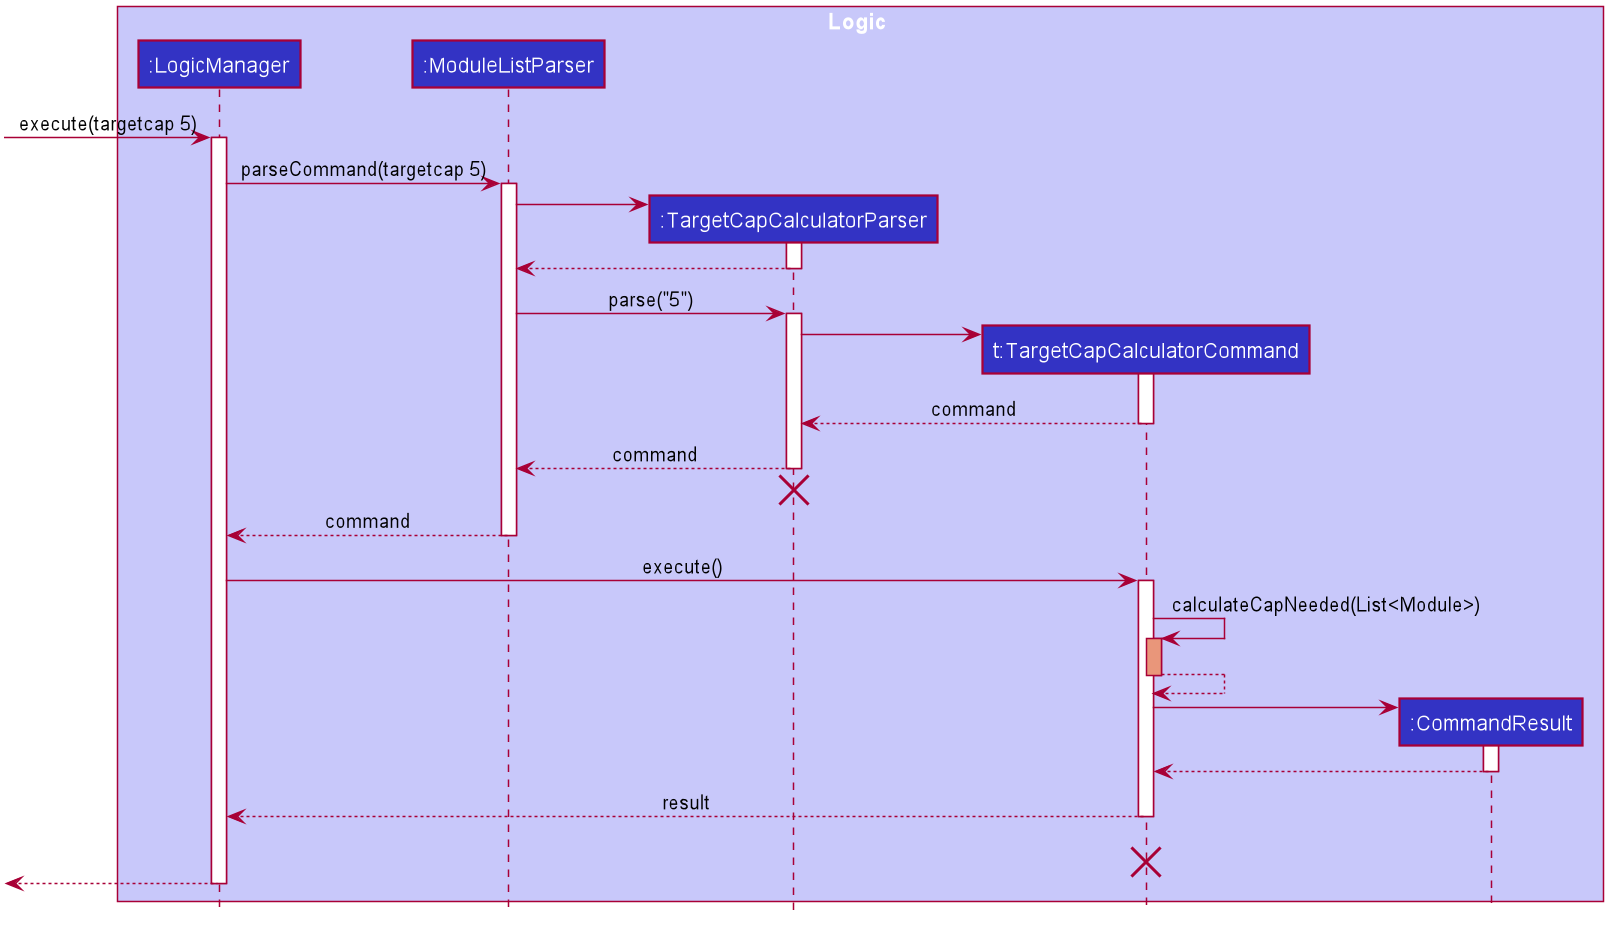 Logic
:LogicManager
:ModuleListParser
execute(targetcap 5)
parseCommand(targetcap 5)
:TargetCapCalculatorParser
parse("5")
t:TargetCapCalculatorCommand
command
command
command
execute()
calculateCapNeeded(List<Module>)
:CommandResult
result